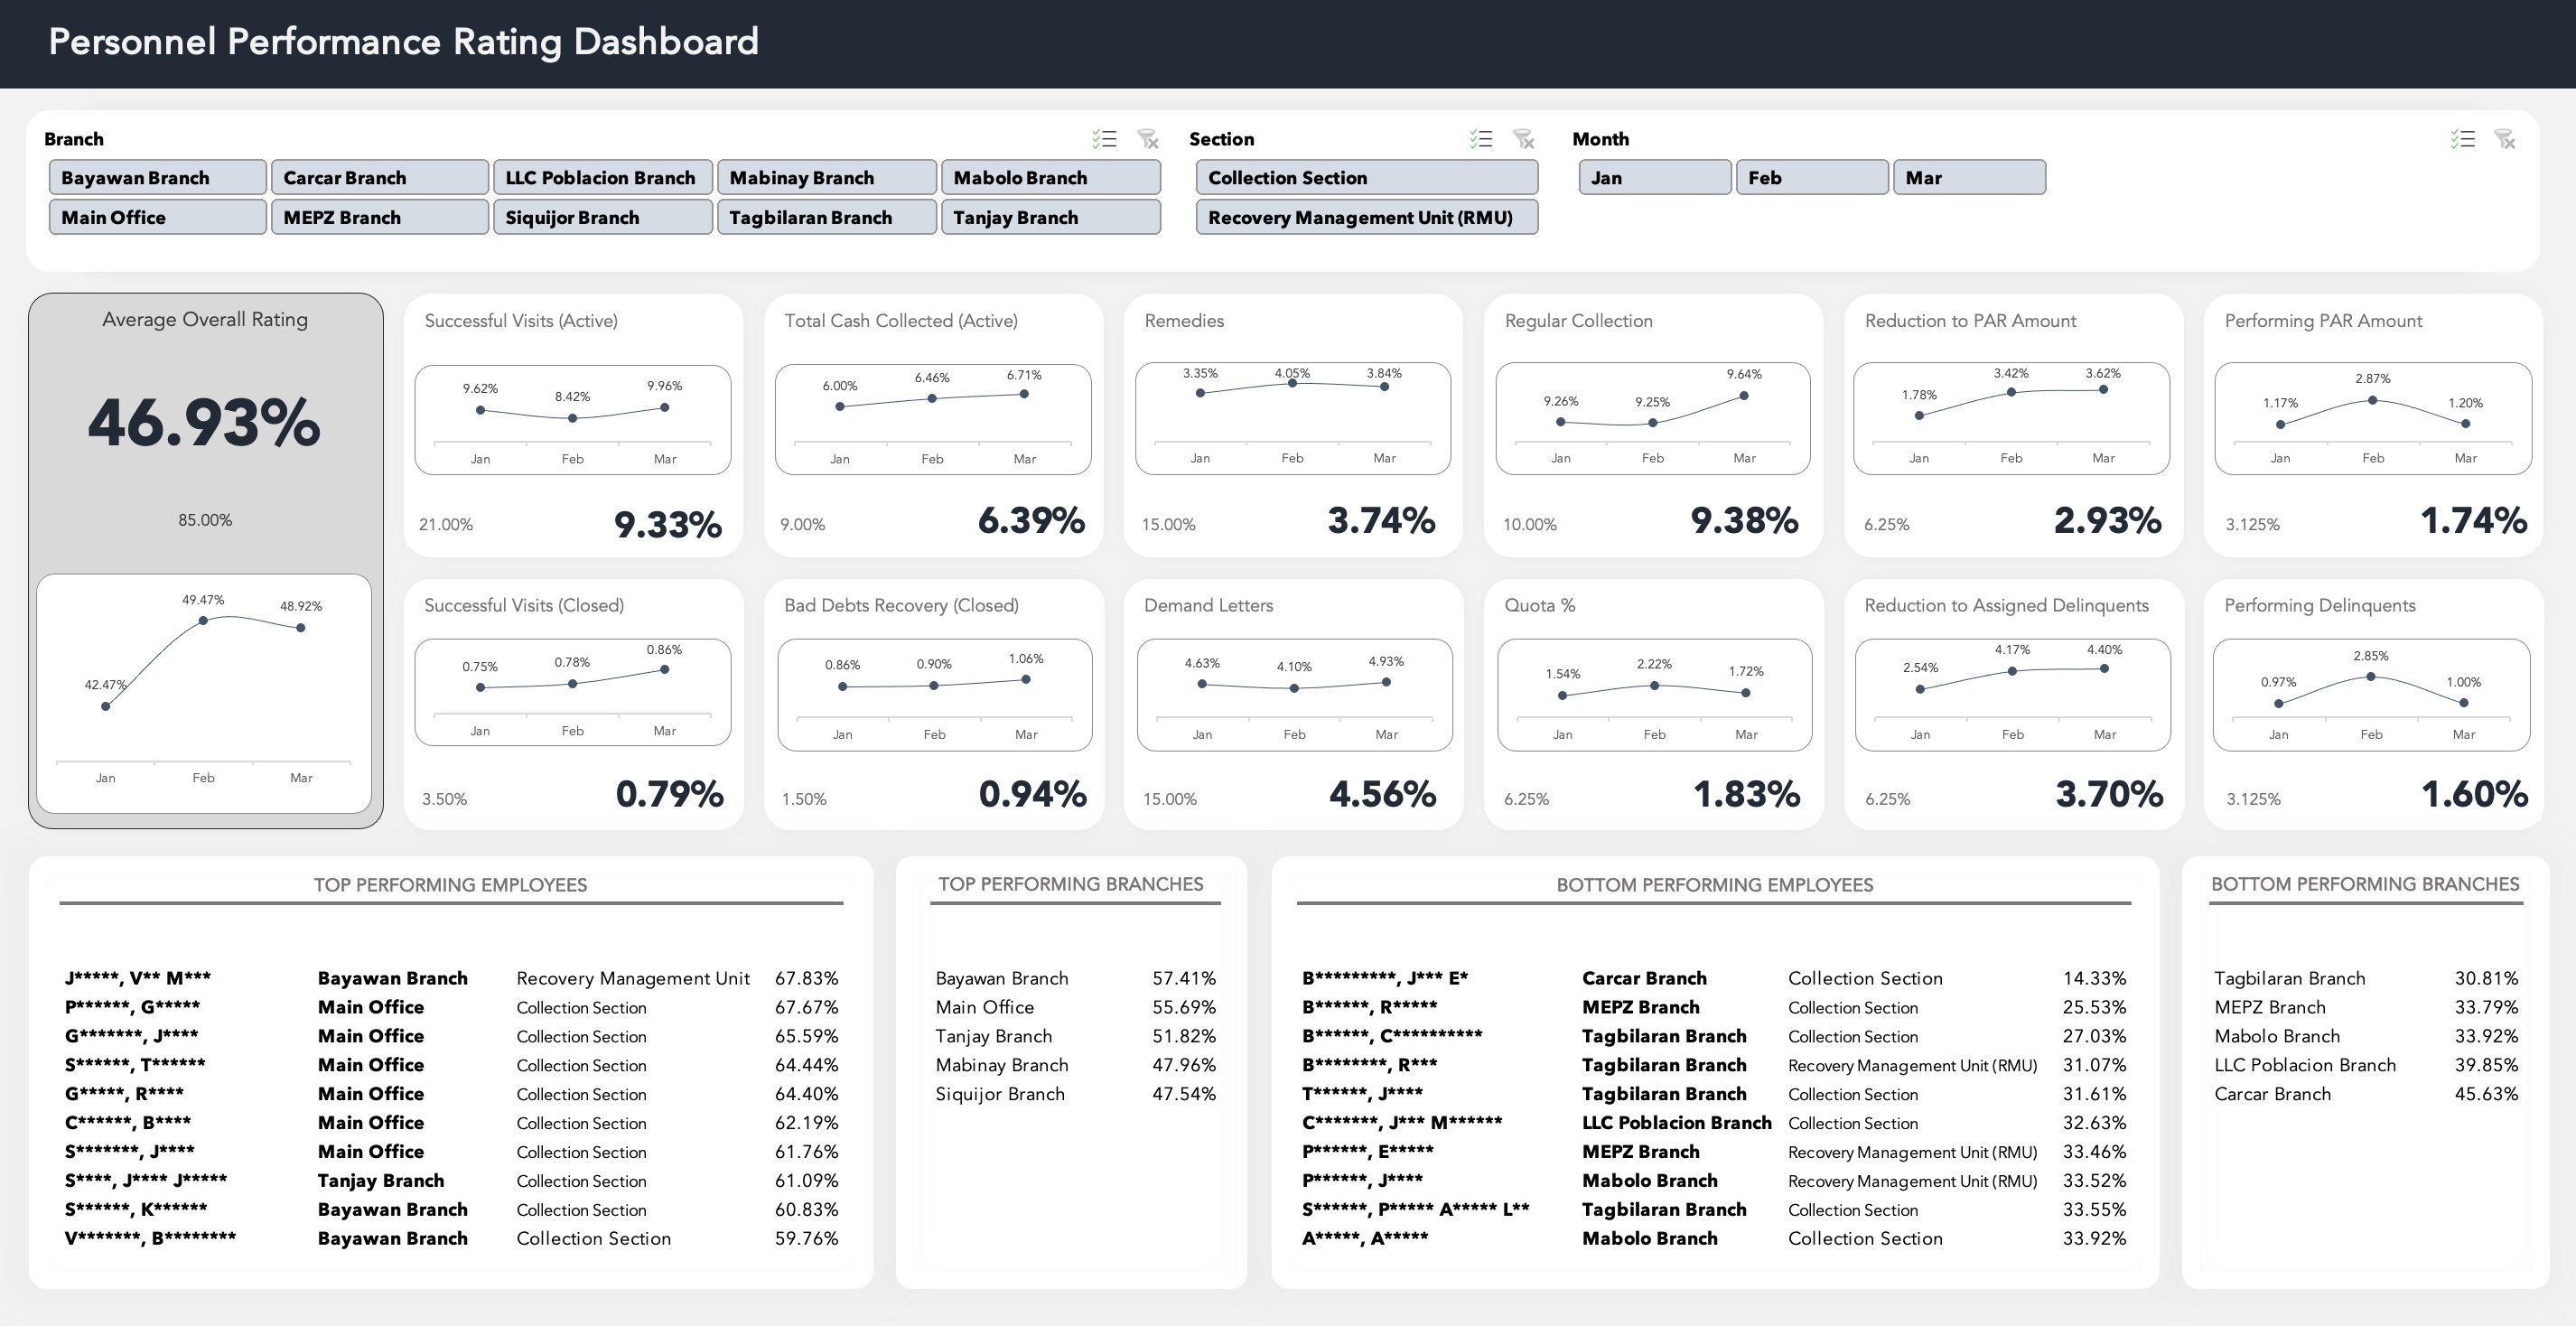 Personnel Performance Rating Dashboard
Branch
Bayawan Branch Carcar Branch LLC Poblacion Branch Mabinay Branch Mabolo Branch
Main Office MEPZ Branch Siquijor Branch Tagbilaran Branch Tanjay Branch
Section
Collection Section
Recovery Management Unit (RMU)
Month
Jan Feb Mar
Average Overall Rating
46.93%
85.00%
49.47%
48.92%
42.47%
Jan Feb Mar
Successful Visits (Active)
9.62% 8.42% 9.96%
Jan Feb Mar
21.00% 9.33%
Total Cash Collected (Active)
6.00% 6.46% 6.71%
Jan Feb Mar
9.00% 6.39%
Remedies
3.35% 4.05% 3.84%
Jan Feb Mar
15.00% 3.74%
Regular Collection
9.26% 9.25% 9.64%
Jan Feb Mar
10.00% 9.38%
Reduction to PAR Amount
1.78% 3.42% 3.62%
Jan Feb Mar
6.25% 2.93%
Performing PAR Amount
1.17% 2.87% 1.20%
Jan Feb Mar
3.125% 1.74%
Successful Visits (Closed)
0.75% 0.78% 0.86%
Jan Feb Mar
3.50% 0.79%
Bad Debts Recovery (Closed)
0.86% 0.90% 1.06%
Jan Feb Mar
1.50% 0.94%
Demand Letters
4.63% 4.10% 4.93%
Jan Feb Mar
15.00% 4.56%
Quota %
1.54% 2.22% 1.72%
Jan Feb Mar
6.25% 1.83%
Reduction to Assigned Delinquents
2.54% 4.17% 4.40%
Jan Feb Mar
6.25% 3.70%
Performing Delinquents
0.97% 2.85% 1.00%
Jan Feb Mar
3.125% 1.60%
TOP PERFORMING EMPLOYEES
J*****, V** M*** Bayawan Branch Recovery Management Unit 67.83%
P******, G***** Main Office Collection Section 67.67%
G*******, J**** Main Office Collection Section 65.59%
S******, T****** Main Office Collection Section 64.44%
G*****, R**** Main Office Collection Section 64.40%
C******, B**** Main Office Collection Section 62.19%
S*******, J**** Main Office Collection Section 61.76%
S****, J**** J***** Tanjay Branch Collection Section 61.09%
S******, K****** Bayawan Branch Collection Section 60.83%
V*******, B******** Bayawan Branch Collection Section 59.76%
TOP PERFORMING BRANCHES
Bayawan Branch 57.41%
Main Office 55.69%
Tanjay Branch 51.82%
Mabinay Branch 47.96%
Siquijor Branch 47.54%
BOTTOM PERFORMING EMPLOYEES
B*********, J*** E* Carcar Branch Collection Section 14.33%
B******, R***** MEPZ Branch Collection Section 25.53%
B******, C********** Tagbilaran Branch Collection Section 27.03%
B********, R*** Tagbilaran Branch Recovery Management Unit (RMU) 31.07%
T******, J**** Tagbilaran Branch Collection Section 31.61%
C*******, J*** M****** LLC Poblacion Branch Collection Section 32.63%
P******, E***** MEPZ Branch Recovery Management Unit (RMU) 33.46%
P******, J**** Mabolo Branch Recovery Management Unit (RMU) 33.52%
S******, P***** A***** L** Tagbilaran Branch Collection Section 33.55%
A*****, A***** Mabolo Branch Collection Section 33.92%
BOTTOM PERFORMING BRANCHES
Tagbilaran Branch 30.81%
MEPZ Branch 33.79%
Mabolo Branch 33.92%
LLC Poblacion Branch 39.85%
Carcar Branch 45.63%